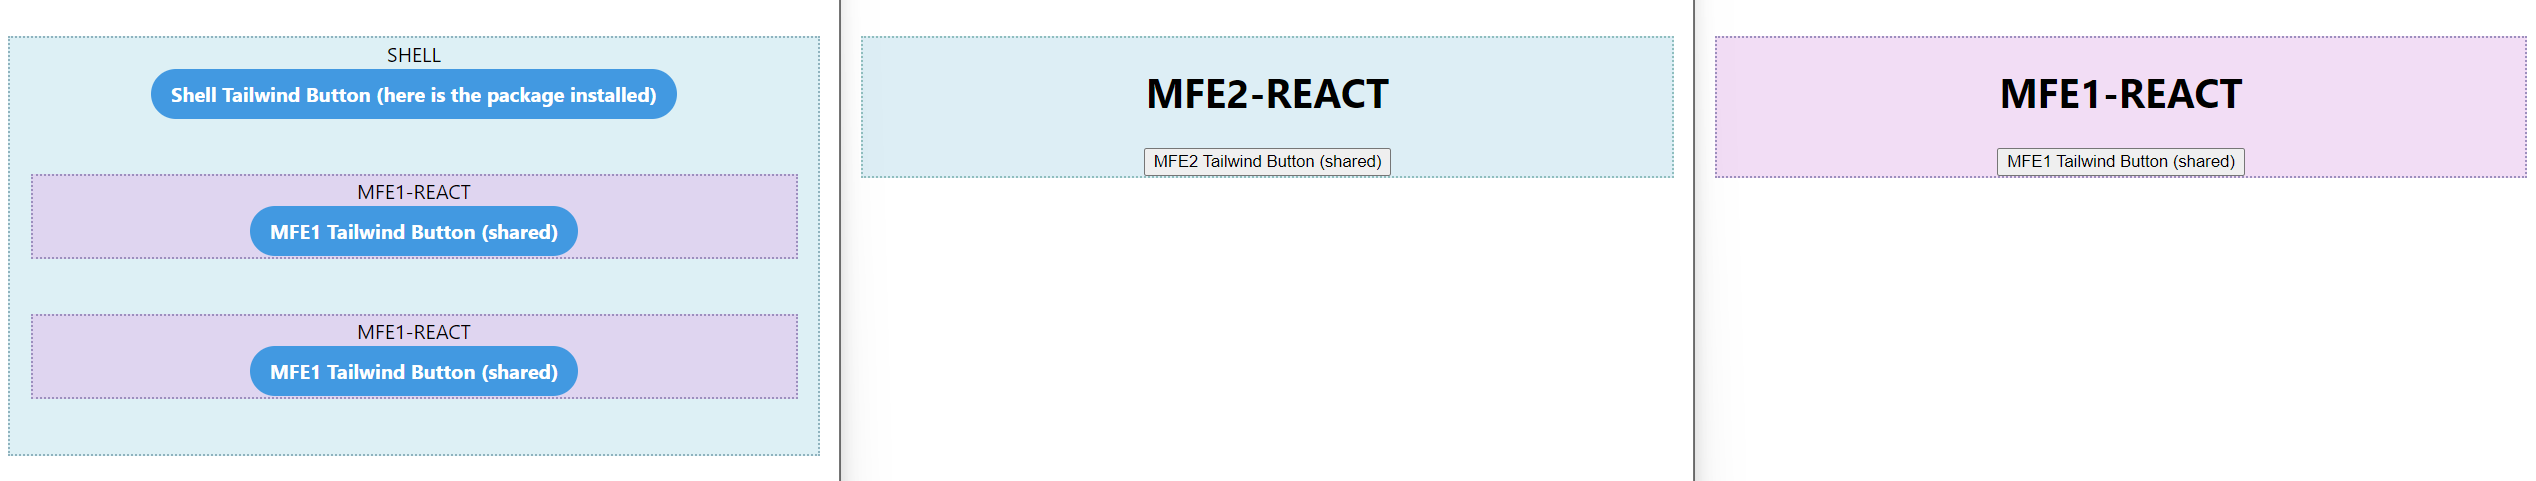 SHELL
Shell Tailwind Button (here is the package installed)
MFE1-REACT
MFE1 Tailwind Button (shared)
MFE1-REACT
MFE1 Tailwind Button (shared)
MFE2-REACT
MFE2 Tailwind Button (shared)
MFE1-REACT
MFE1 Tailwind Button (shared)